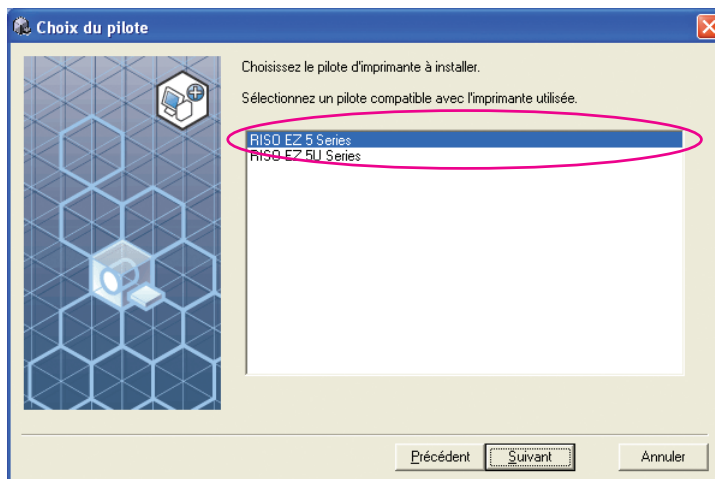 Choix du pilote
Choisissez le pilote d'imprimante à installer.
Sélectionnez un pilote compatible avec l'imprimante utilisée.
RISO EZ 5 Series
RISO EZ 5U Series
Précédent
Suivant
Annuler